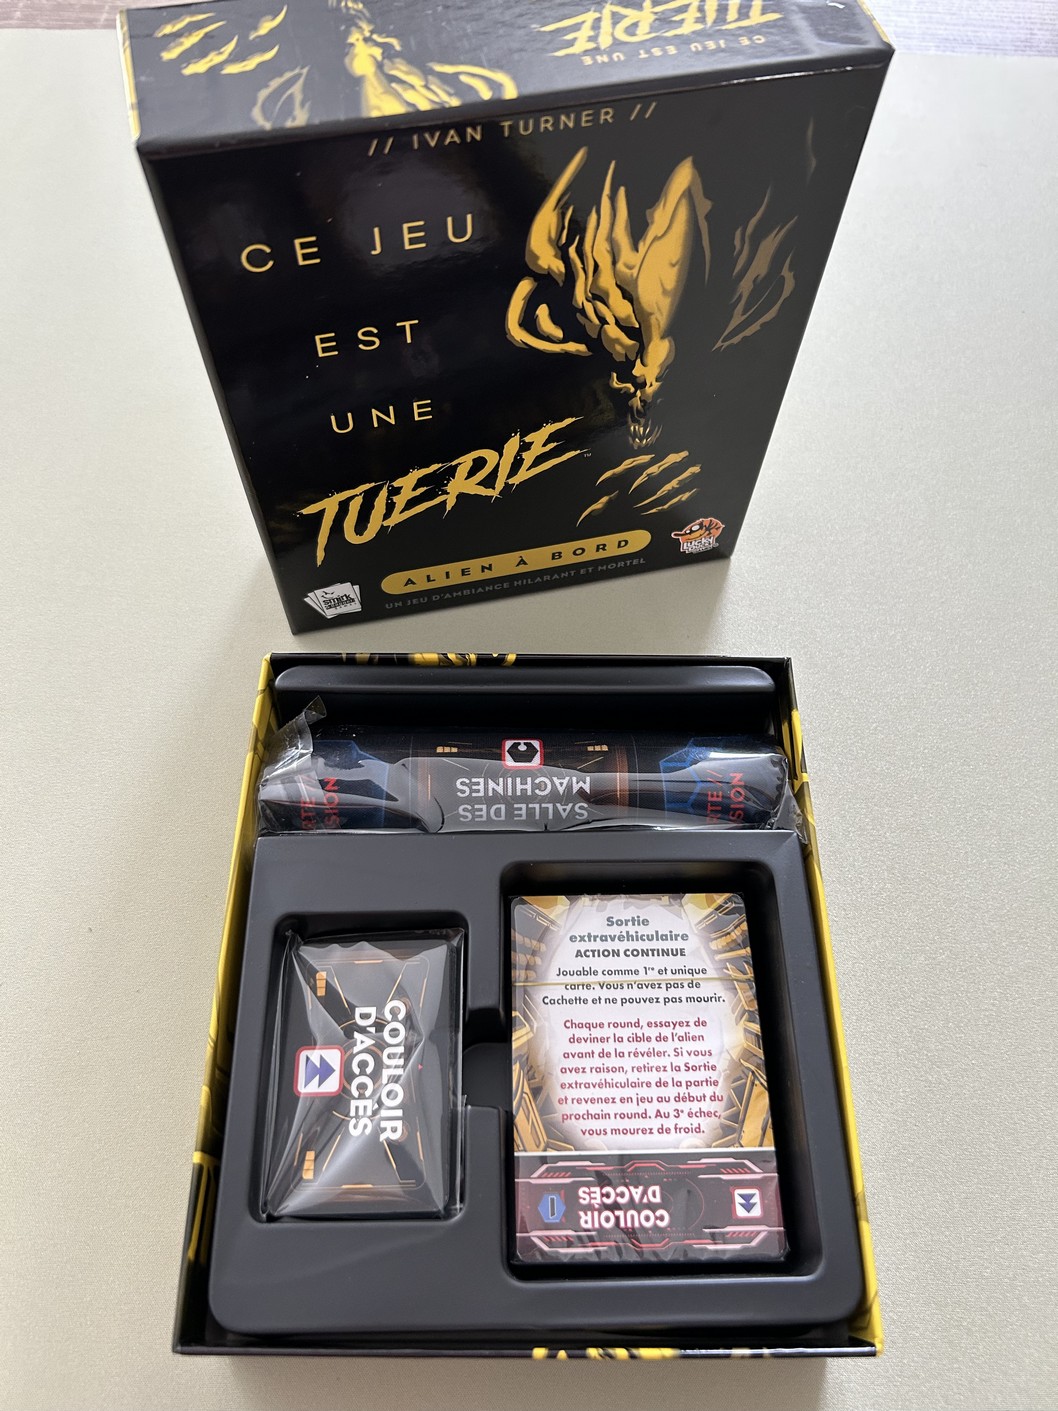 CE JEU EST UNE
TUERIE
// IVAN TURNER //
CE JEU
EST
UNE
TUERIE
™
ALIEN À BORD
UN JEU D'AMBIANCE HILARANT ET MORTEL
smirk
lucky
SALLE DES
MACHINES
COULOIR
D'ACCÈS
Sortie
extravéhiculaire
ACTION CONTINUE
Jouable comme 1re et unique
carte. Vous n'avez pas de
Cachette et ne pouvez pas mourir.
Chaque round, essayez de
deviner la cible de l'alien
avant de la révéler. Si vous
avez raison, retirez la Sortie
extravéhiculaire de la partie
et revenez en jeu au début du
prochain round. Au 3e échec,
vous mourez de froid.
COULOIR
D'ACCÈS